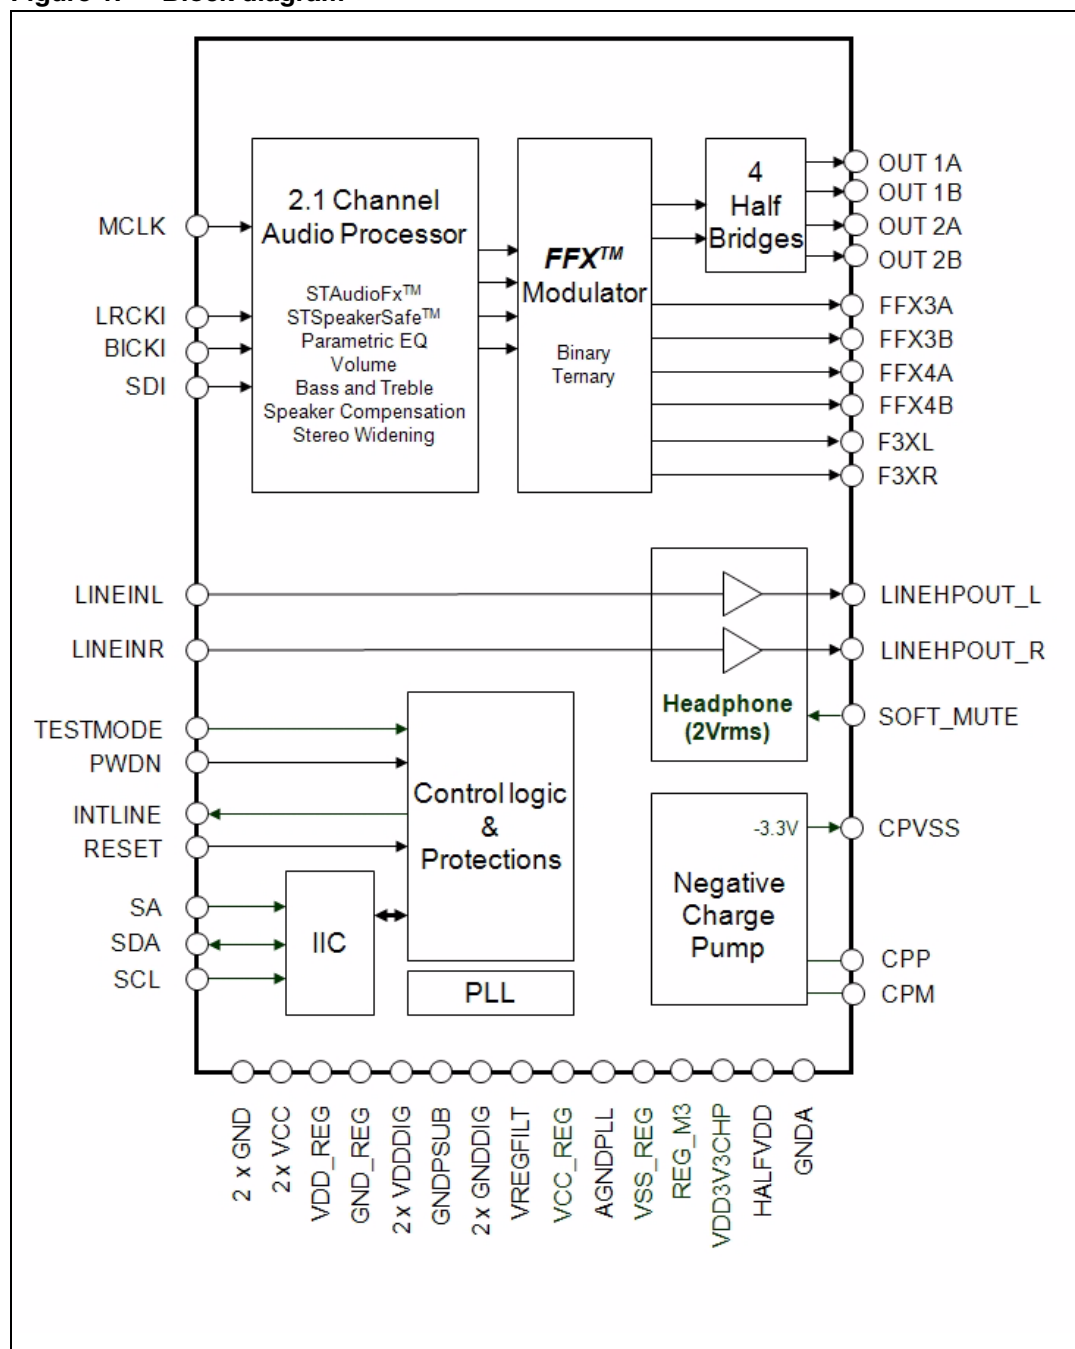 Figure 1. Block diagram
2.1 Channel
Audio Processor
STAudioFx™
STSpeakerSafe™
Parametric EQ
Volume
Bass and Treble
Speaker Compensation
Stereo Widening
FFX™
Modulator
Binary
Ternary
4
Half
Bridges
MCLK
LRCKI
BICKI
SDI
OUT 1A
OUT 1B
OUT 2A
OUT 2B
FFX3A
FFX3B
FFX4A
FFX4B
F3XL
F3XR
LINEINL
LINEINR
LINEHPOUT_L
LINEHPOUT_R
Headphone
(2Vrms)
SOFT_MUTE
TESTMODE
PWDN
INTLINE
RESET
Control logic
&
Protections
SA
SDA
SCL
IIC
PLL
-3.3V
Negative
Charge
Pump
CPVSS
CPP
CPM
2 x GND
2 x VCC
VDD_REG
GND_REG
2 x VDDDIG
GNDPSUB
2 x GNDDIG
VREGFILT
VCC_REG
AGNDPLL
VSS_REG
REG_M3
VDD3V3CHP
HALFVDD
GNDA